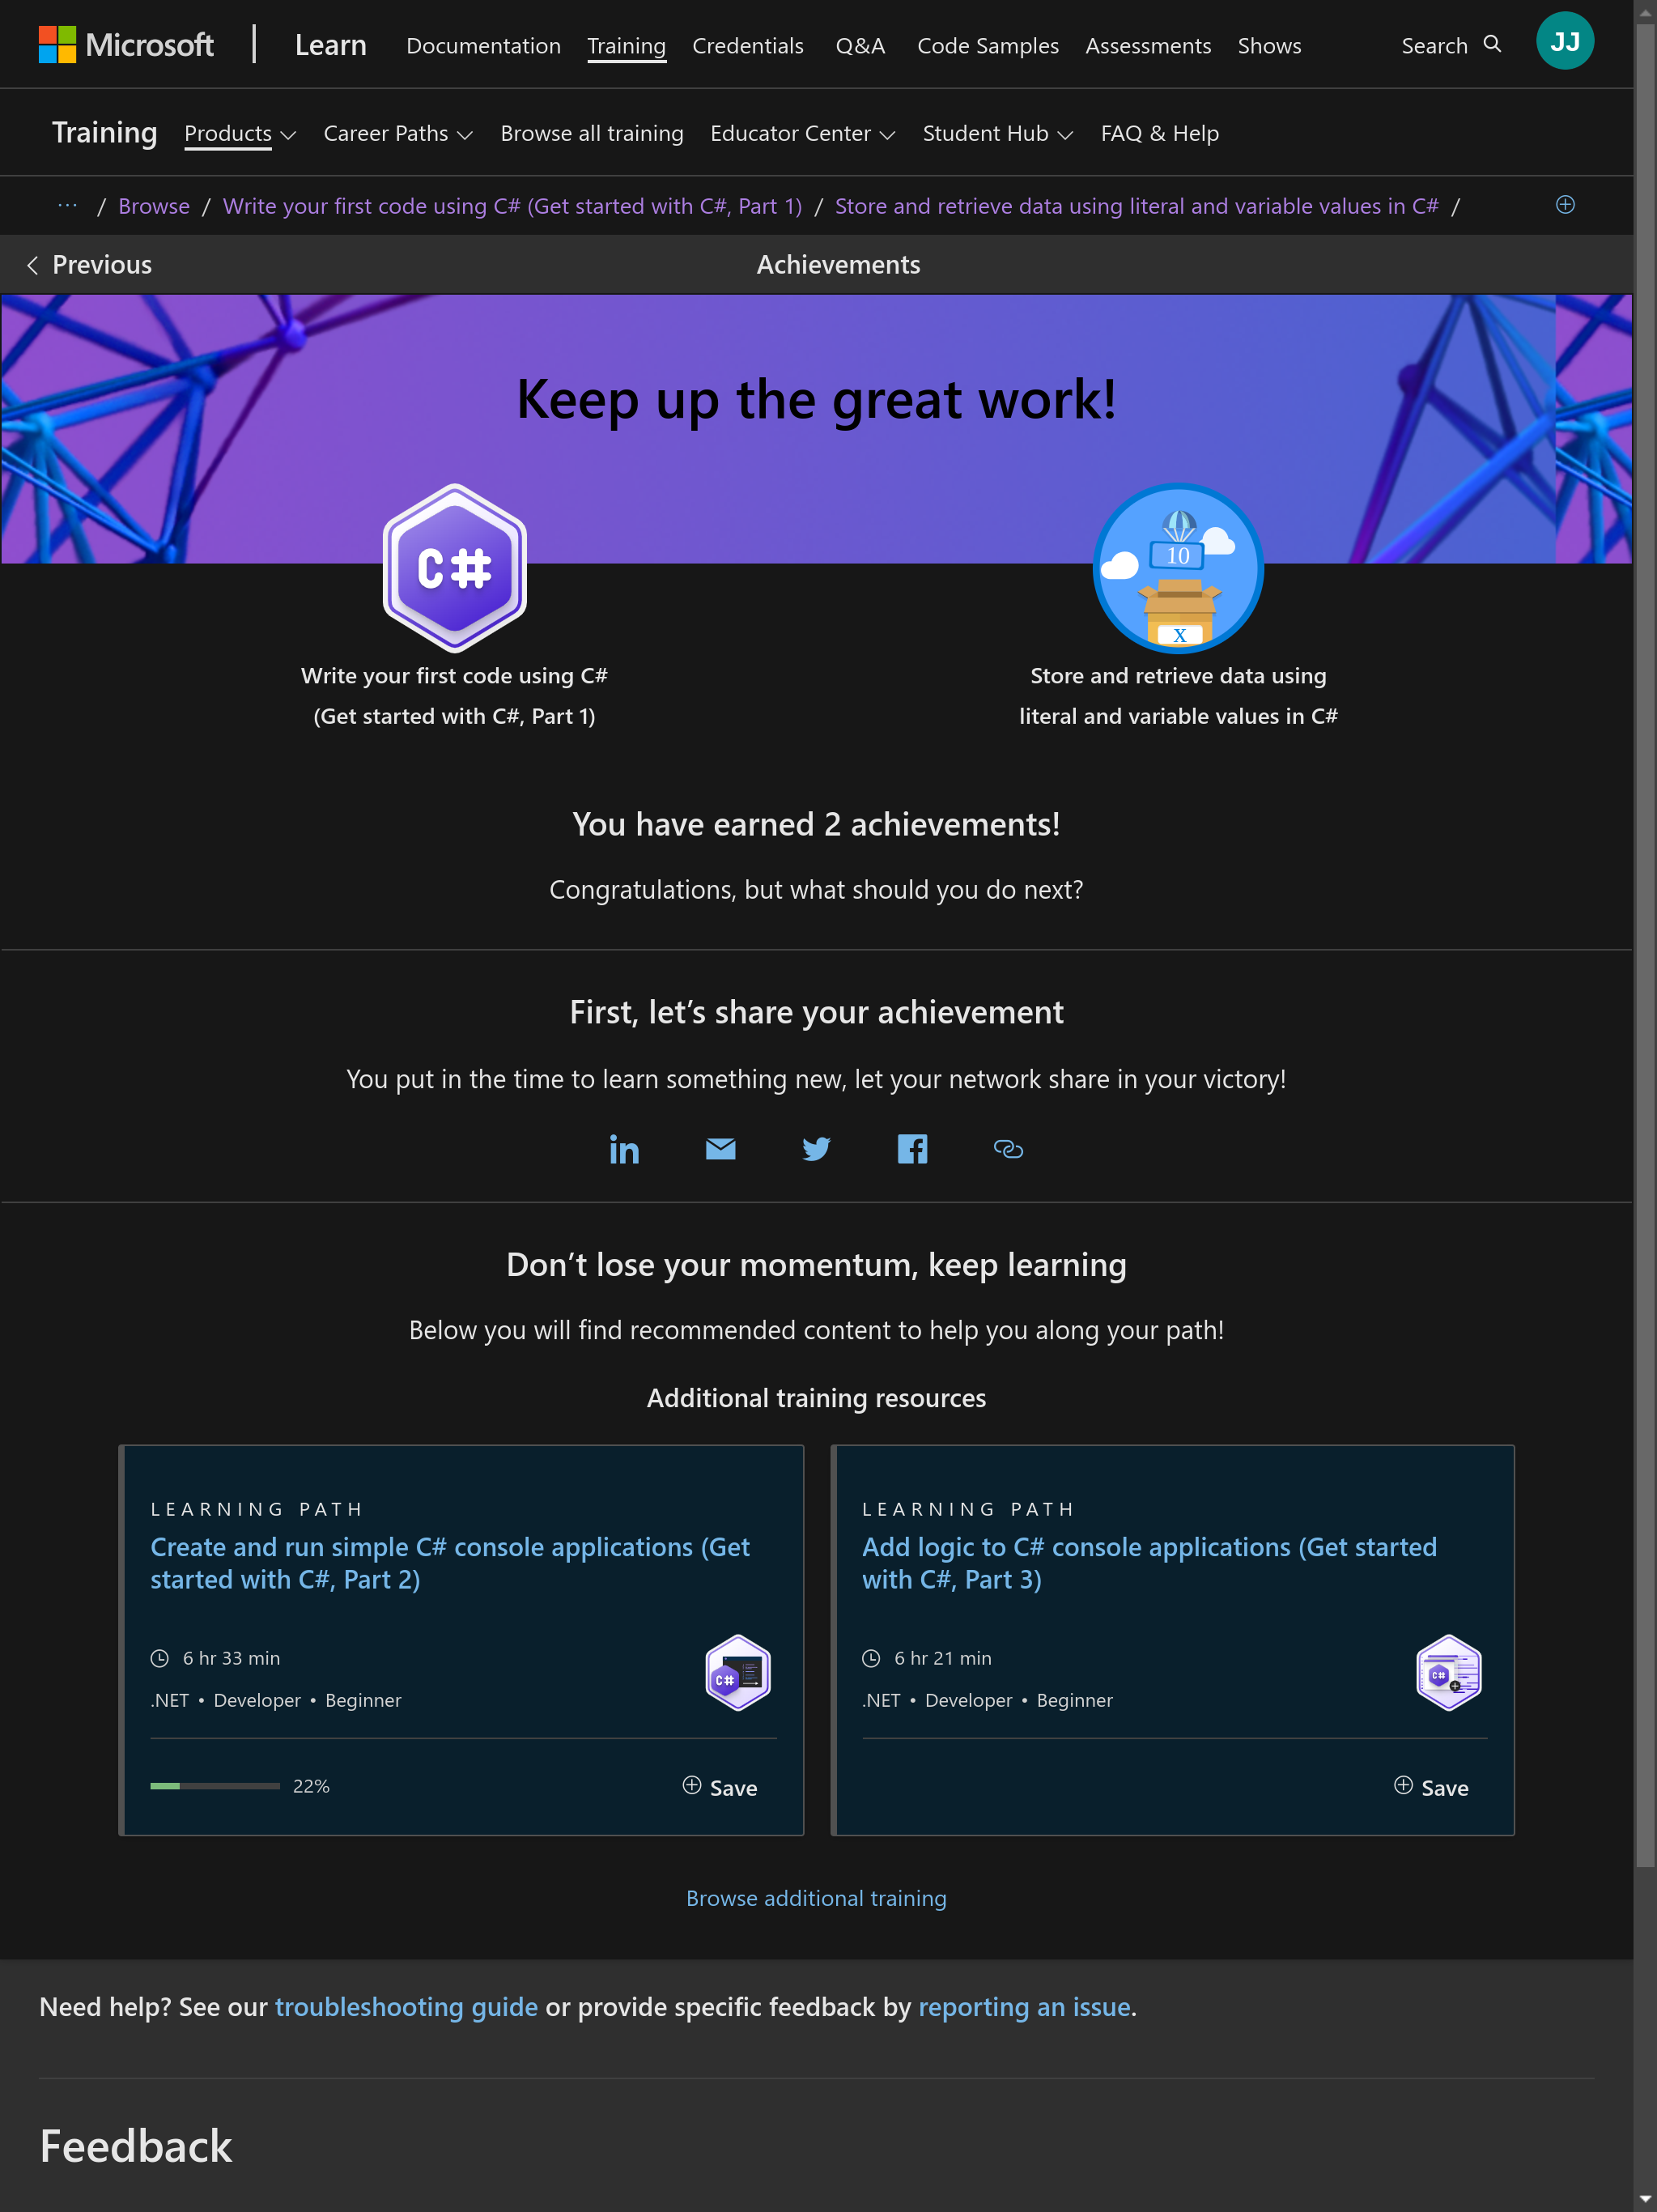 Microsoft
Learn
Documentation
Training
Credentials
Q&A
Code Samples
Assessments
Shows
Search
JJ
Training
Products
Career Paths
Browse all training
Educator Center
Student Hub
FAQ & Help
... / Browse / Write your first code using C# (Get started with C#, Part 1) / Store and retrieve data using literal and variable values in C# /
Previous
Achievements
Keep up the great work!
C#
10
X
Write your first code using C#
(Get started with C#, Part 1)
Store and retrieve data using
literal and variable values in C#
You have earned 2 achievements!
Congratulations, but what should you do next?
First, let’s share your achievement
You put in the time to learn something new, let your network share in your victory!
Don’t lose your momentum, keep learning
Below you will find recommended content to help you along your path!
Additional training resources
LEARNING PATH
Create and run simple C# console applications (Get
started with C#, Part 2)
6 hr 33 min
C#
.NET • Developer • Beginner
22%
Save
LEARNING PATH
Add logic to C# console applications (Get started
with C#, Part 3)
6 hr 21 min
C#
.NET • Developer • Beginner
Save
Browse additional training
Need help? See our troubleshooting guide or provide specific feedback by reporting an issue.
Feedback